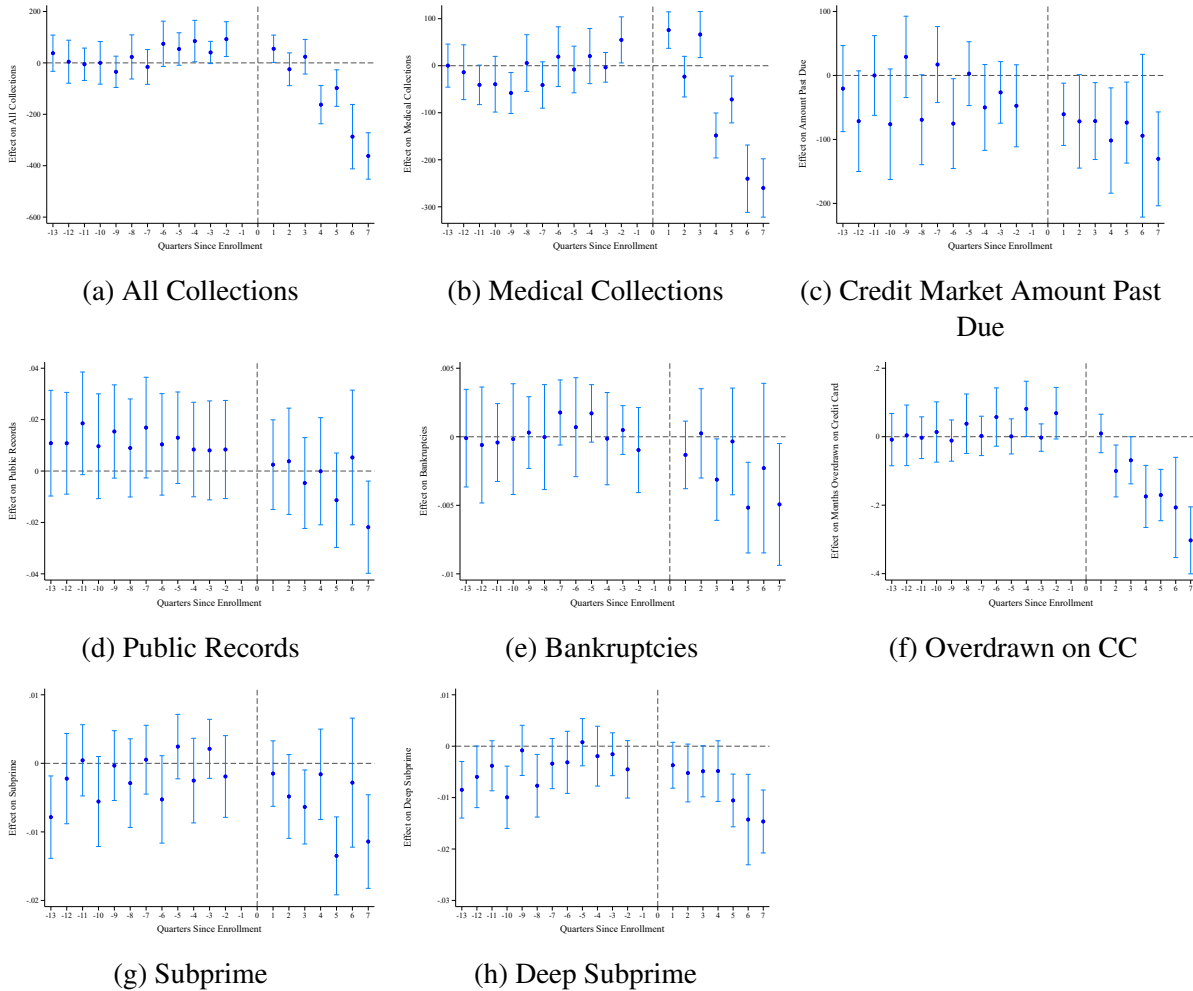 Effect on All Collections
200
0
-200
-400
-600
-13 -12 -11 -10 -9 -8 -7 -6 -5 -4 -3 -2 -1 0 1 2 3 4 5 6 7
Quarters Since Enrollment
(a) All Collections
Effect on Medical Collections
100
0
-100
-200
-300
-13 -12 -11 -10 -9 -8 -7 -6 -5 -4 -3 -2 -1 0 1 2 3 4 5 6 7
Quarters Since Enrollment
(b) Medical Collections
Effect on Amount Past Due
100
0
-100
-200
-13 -12 -11 -10 -9 -8 -7 -6 -5 -4 -3 -2 -1 0 1 2 3 4 5 6 7
Quarters Since Enrollment
(c) Credit Market Amount Past
Due
Effect on Public Records
.04
.02
0
-.02
-.04
-13 -12 -11 -10 -9 -8 -7 -6 -5 -4 -3 -2 -1 0 1 2 3 4 5 6 7
Quarters Since Enrollment
(d) Public Records
Effect on Bankruptcies
.005
0
-.005
-.01
-13 -12 -11 -10 -9 -8 -7 -6 -5 -4 -3 -2 -1 0 1 2 3 4 5 6 7
Quarters Since Enrollment
(e) Bankruptcies
Effect on Months Overdrawn on Credit Card
.2
0
-.2
-.4
-13 -12 -11 -10 -9 -8 -7 -6 -5 -4 -3 -2 -1 0 1 2 3 4 5 6 7
Quarters Since Enrollment
(f) Overdrawn on CC
Effect on Subprime
.01
0
-.01
-.02
-13 -12 -11 -10 -9 -8 -7 -6 -5 -4 -3 -2 -1 0 1 2 3 4 5 6 7
Quarters Since Enrollment
(g) Subprime
Effect on Deep Subprime
.01
0
-.01
-.02
-.03
-13 -12 -11 -10 -9 -8 -7 -6 -5 -4 -3 -2 -1 0 1 2 3 4 5 6 7
Quarters Since Enrollment
(h) Deep Subprime